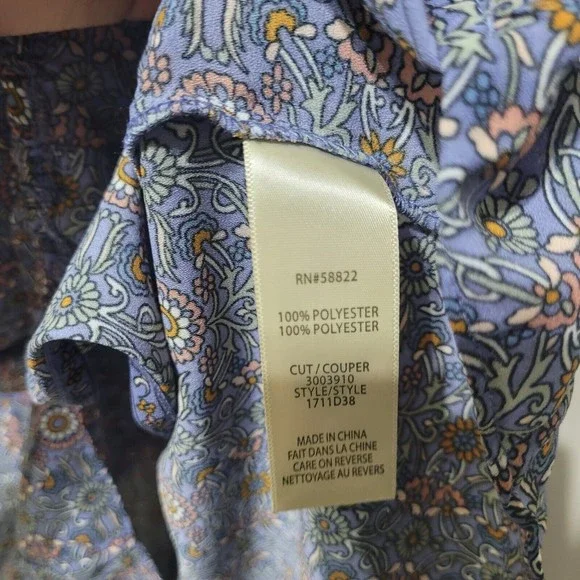 RN#58822
100% POLYESTER
100% POLYESTER
CUT / COUPER
3003910
STYLE/STYLE
1711D38
MADE IN CHINA
FAIT DANS LA CHINE
CARE ON REVERSE
NETTOYAGE AU REVERS